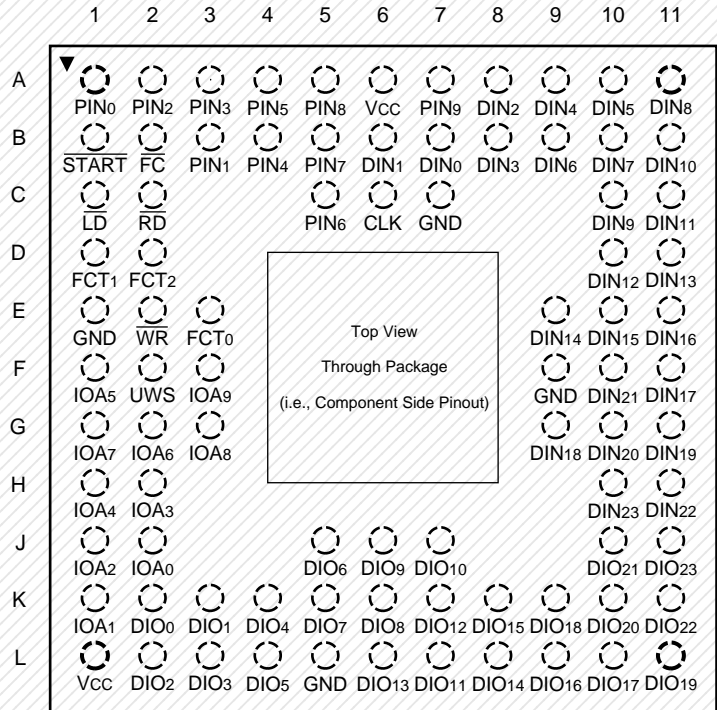 1 2 3 4 5 6 7 8 9 10 11
A
PIN0 PIN2 PIN3 PIN5 PIN8 VCC PIN9 DIN2 DIN4 DIN5 DIN8
B
START FC PIN1 PIN4 PIN7 DIN1 DIN0 DIN3 DIN6 DIN7 DIN10
C
LD RD PIN6 CLK GND DIN9 DIN11
D
FCT1 FCT2 DIN12 DIN13
E
GND WR FCT0 DIN14 DIN15 DIN16
Top View
Through Package
(i.e., Component Side Pinout)
F
IOA5 UWS IOA9 GND DIN21 DIN17
G
IOA7 IOA6 IOA8 DIN18 DIN20 DIN19
H
IOA4 IOA3 DIN23 DIN22
J
IOA2 IOA0 DIO6 DIO9 DIO10 DIO21 DIO23
K
IOA1 DIO0 DIO1 DIO4 DIO7 DIO8 DIO12 DIO15 DIO18 DIO20 DIO22
L
VCC DIO2 DIO3 DIO5 GND DIO13 DIO11 DIO14 DIO16 DIO17 DIO19